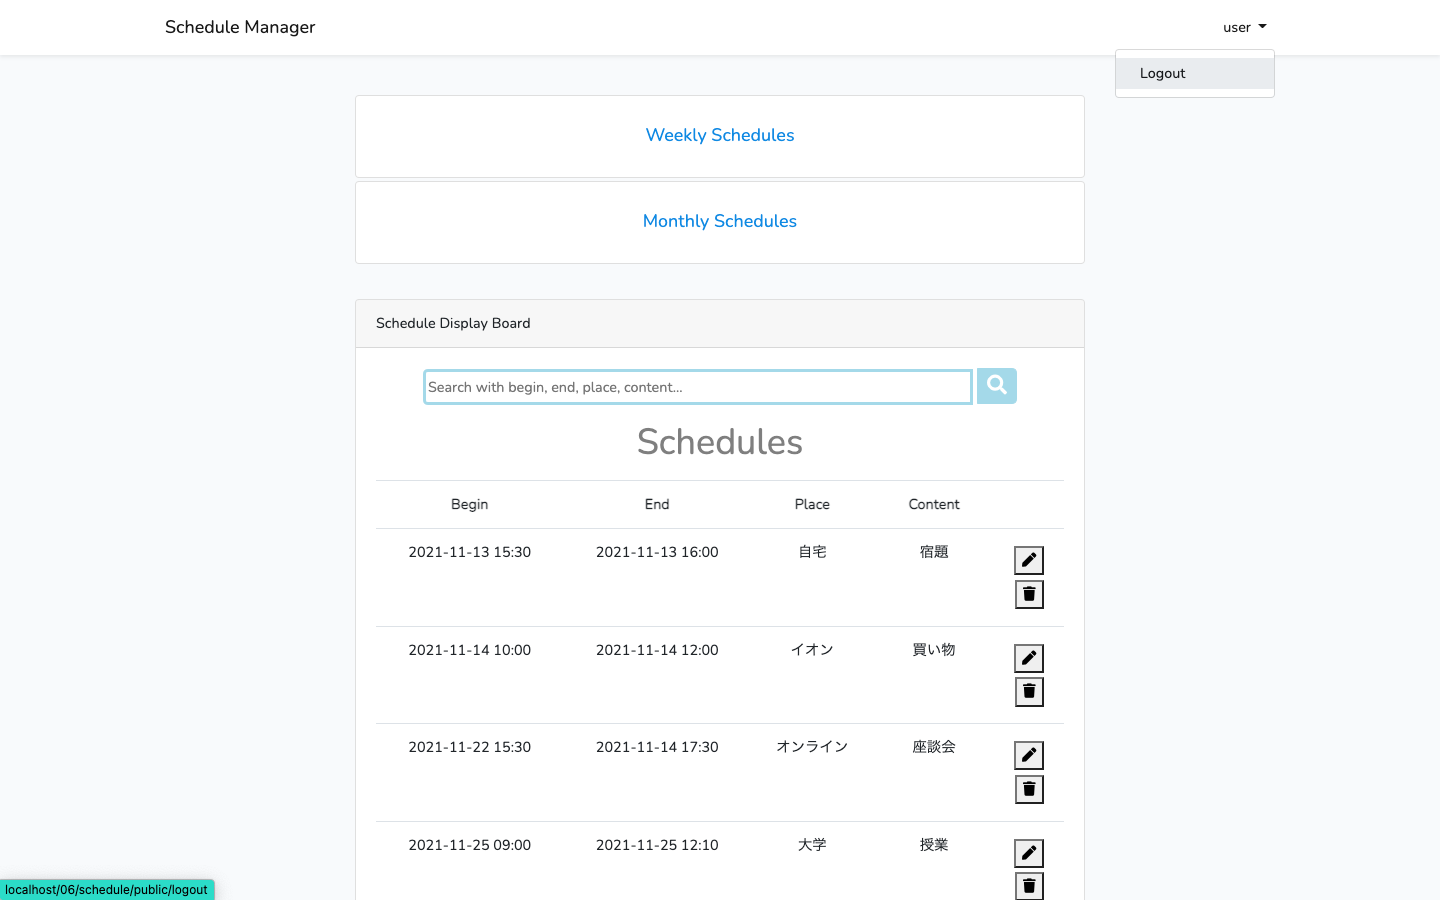 Schedule Manager
user
Logout
Weekly Schedules
Monthly Schedules
Schedule Display Board
Search with begin, end, place, content...
Schedules
Begin End Place Content
2021-11-13 15:30 2021-11-13 16:00 自宅 宿題
2021-11-14 10:00 2021-11-14 12:00 イオン 買い物
2021-11-22 15:30 2021-11-14 17:30 オンライン 座談会
2021-11-25 09:00 2021-11-25 12:10 大学 授業
localhost/06/schedule/public/logout